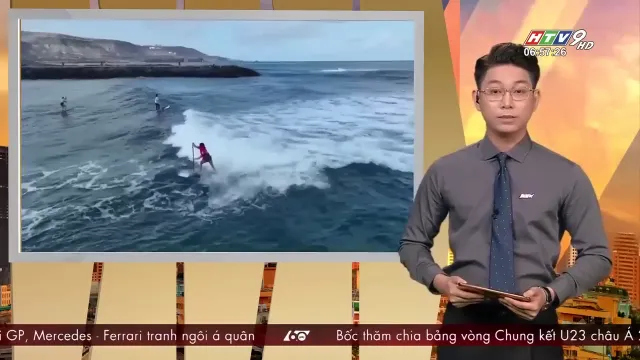 HTV9 HD
06:57:26
i GP, Mercedes - Ferrari tranh ngôi á quân
60
Bốc thăm chia bảng vòng Chung kết U23 châu Á